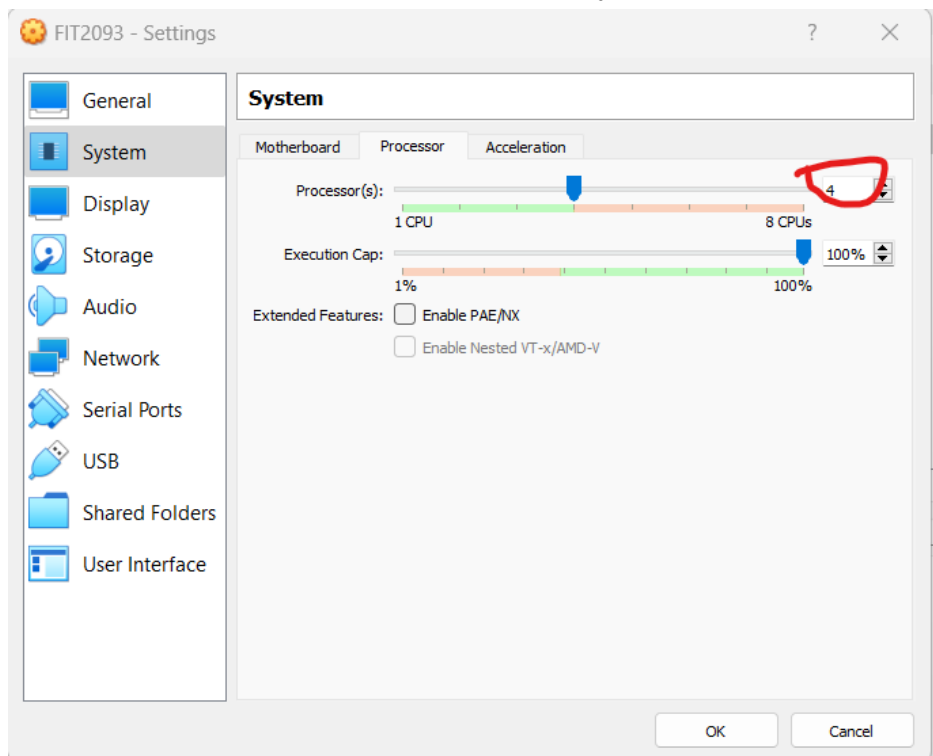 FIT2093 - Settings
?
General
System
Display
Storage
Audio
Network
Serial Ports
USB
Shared Folders
User Interface
System
Motherboard Processor Acceleration
Processor(s): 4
1 CPU 8 CPUs
Execution Cap: 100%
1% 100%
Extended Features: Enable PAE/NX
Enable Nested VT-x/AMD-V
OK Cancel